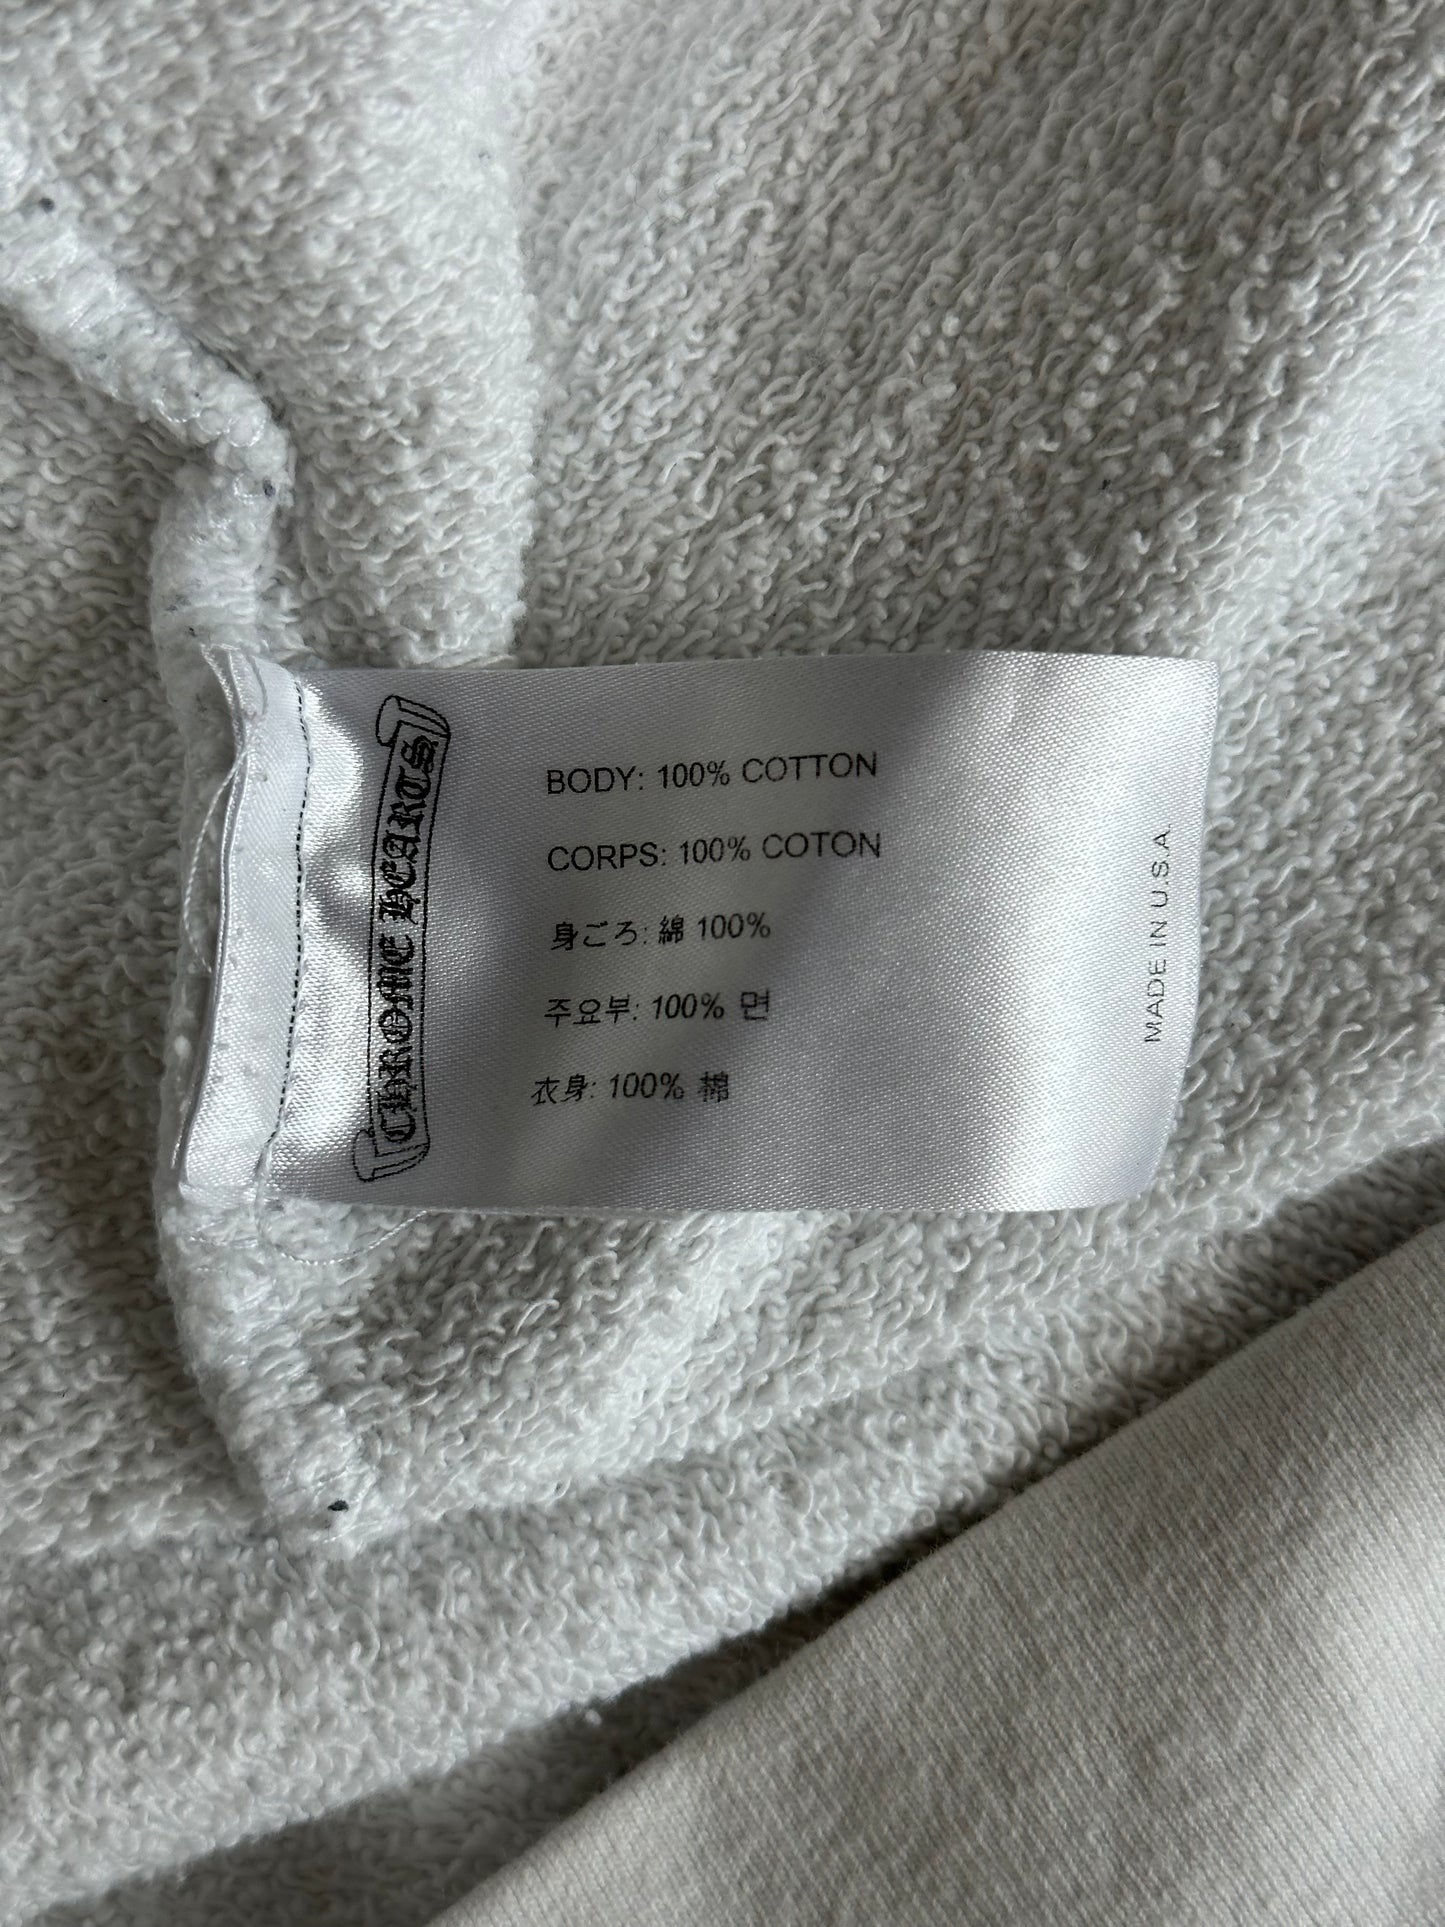 CHROME HEARTS
BODY: 100% COTTON
CORPS: 100% COTON
身ごろ: 綿 100%
주요부: 100% 면
衣身: 100% 棉
MADE IN U.S.A.